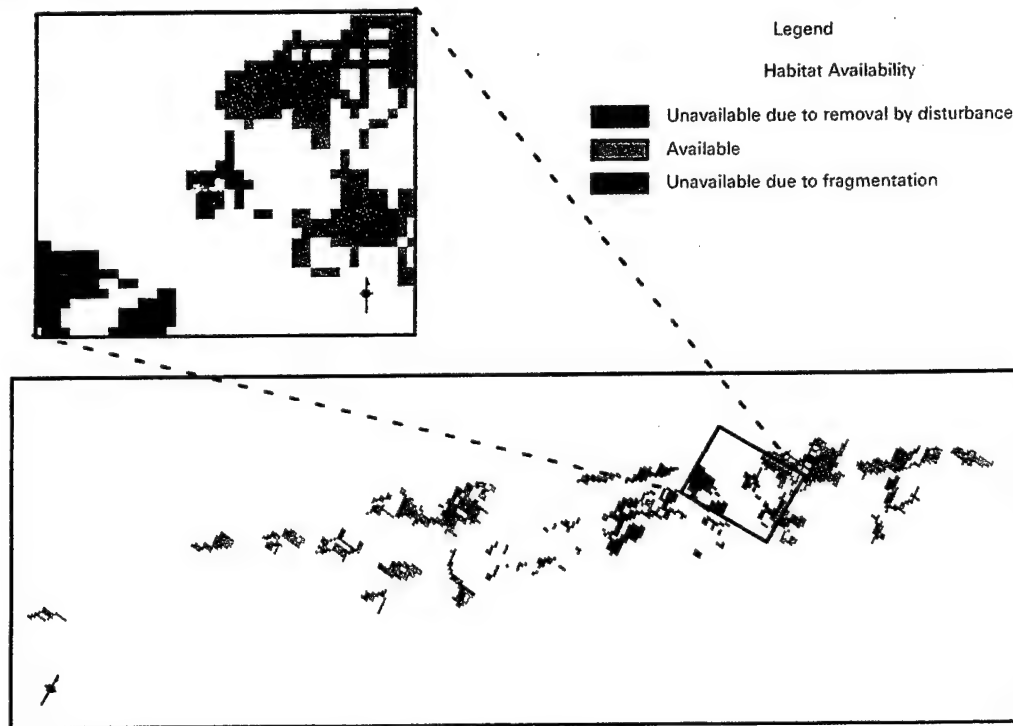 Legend
Habitat Availability
Unavailable due to removal by disturbance
Available
Unavailable due to fragmentation